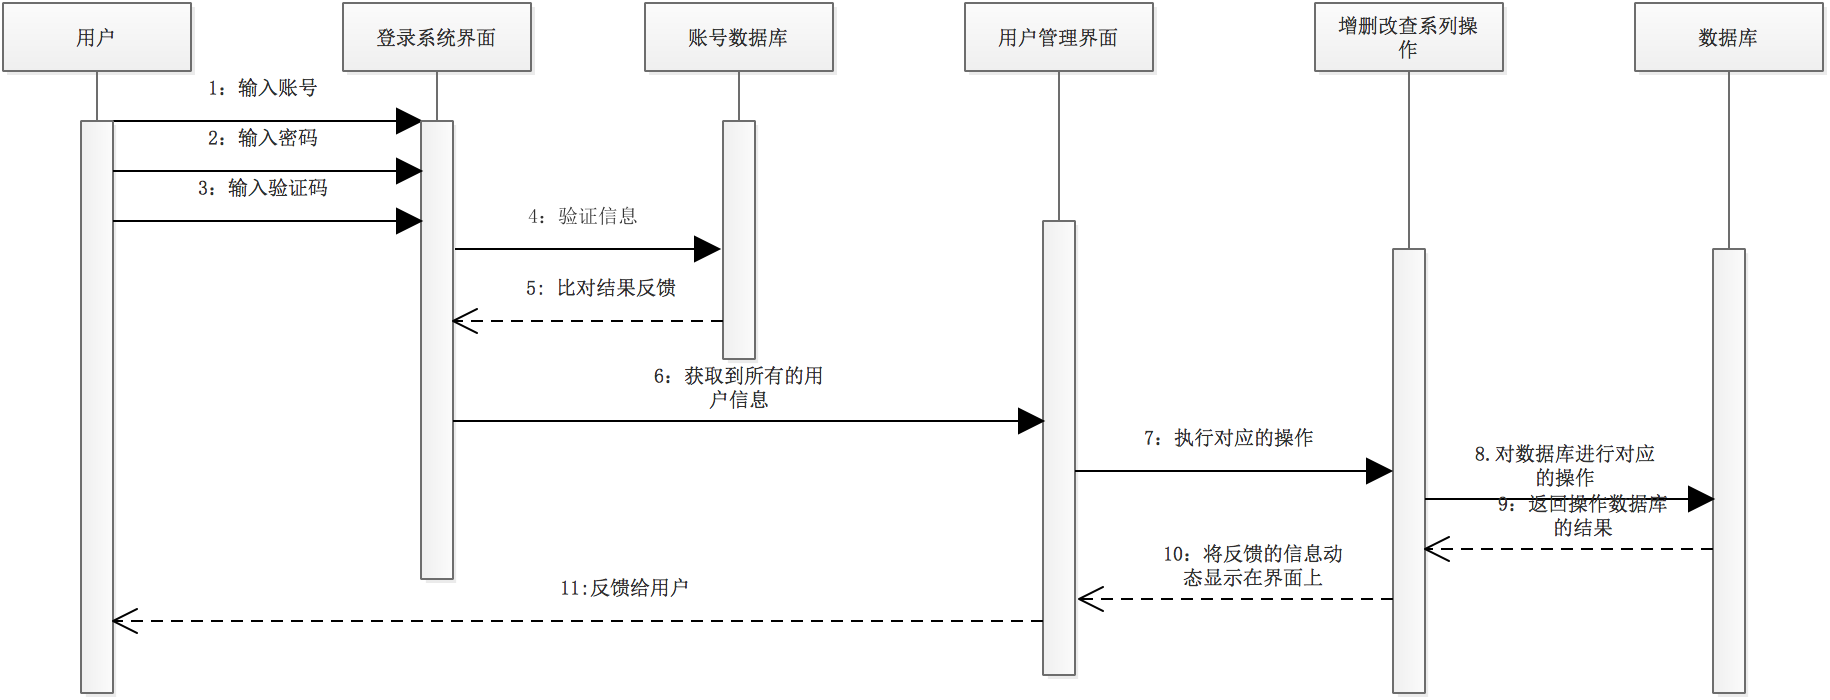 用户
登录系统界面
账号数据库
用户管理界面
增删改查系列操
作
数据库
1：输入账号
2：输入密码
3：输入验证码
4：验证信息
5：比对结果反馈
6：获取到所有的用
户信息
7：执行对应的操作
8.对数据库进行对应
的操作
9：返回操作数据库
的结果
10：将反馈的信息动
态显示在界面上
11:反馈给用户